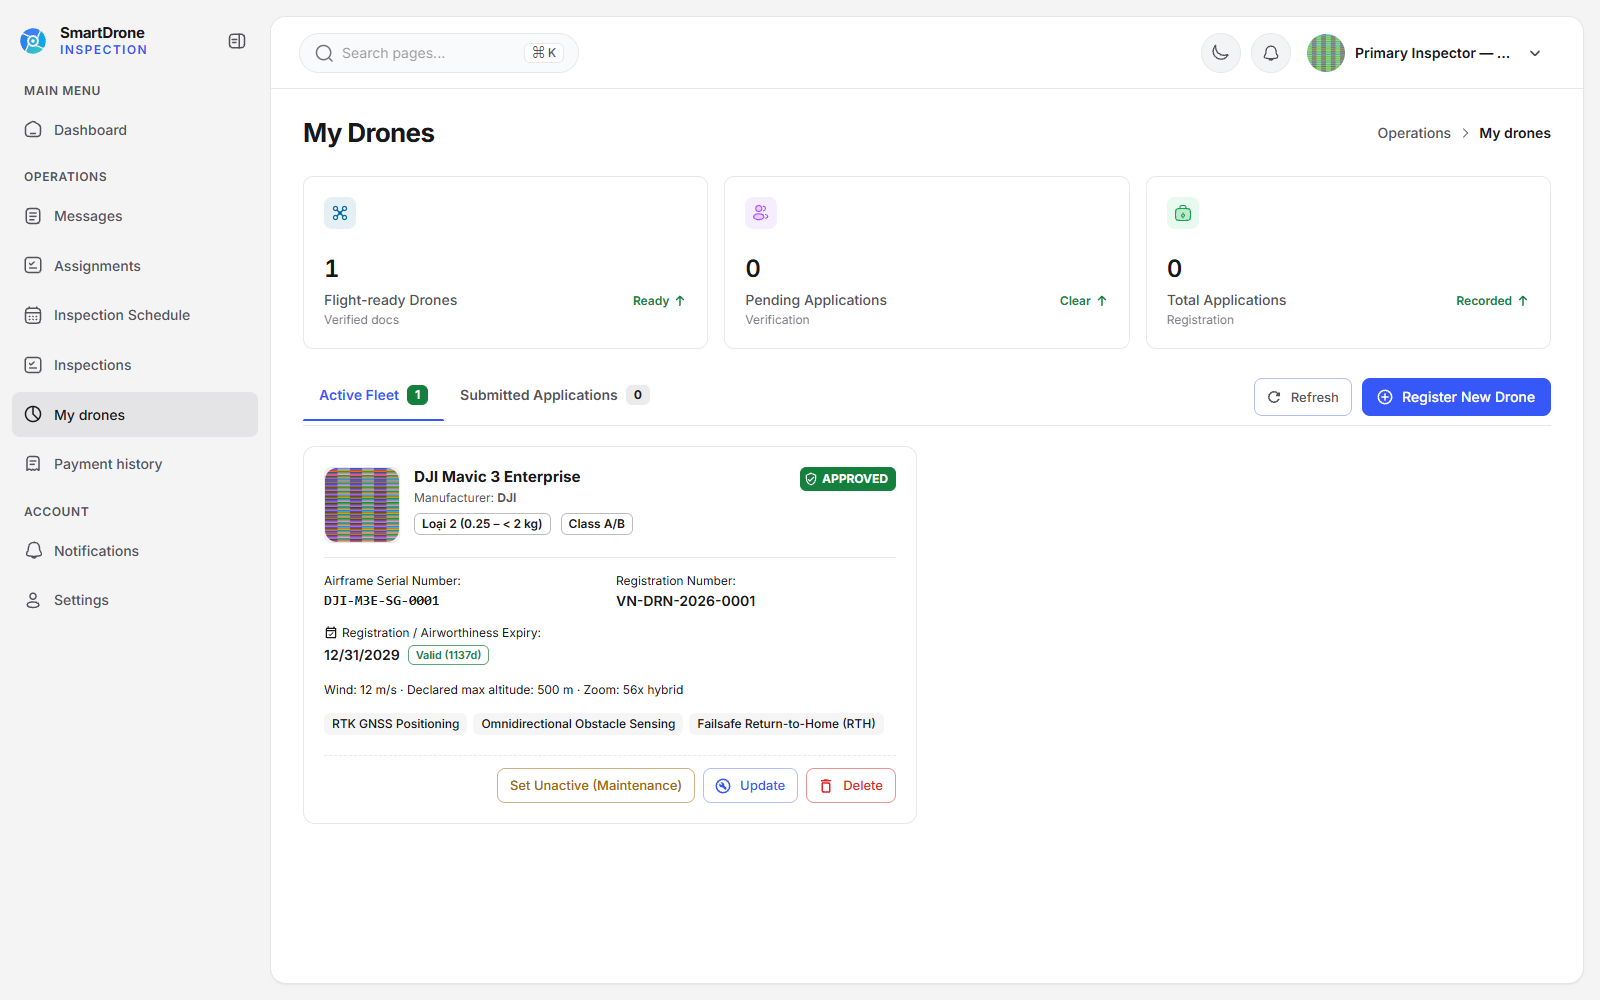 SmartDrone
INSPECTION
MAIN MENU
Dashboard
OPERATIONS
Messages
Assignments
Inspection Schedule
Inspections
My drones
Payment history
ACCOUNT
Notifications
Settings
Search pages...
⌘ K
Primary Inspector — ...
My Drones
Operations > My drones
1
Flight-ready Drones
Ready ↑
Verified docs
0
Pending Applications
Clear ↑
Verification
0
Total Applications
Recorded ↑
Registration
Active Fleet 1
Submitted Applications 0
Refresh
Register New Drone
DJI Mavic 3 Enterprise
APPROVED
Manufacturer: DJI
Loại 2 (0.25 – < 2 kg)
Class A/B
Airframe Serial Number:
DJI-M3E-SG-0001
Registration Number:
VN-DRN-2026-0001
Registration / Airworthiness Expiry:
12/31/2029 Valid (1137d)
Wind: 12 m/s · Declared max altitude: 500 m · Zoom: 56x hybrid
RTK GNSS Positioning
Omnidirectional Obstacle Sensing
Failsafe Return-to-Home (RTH)
Set Unactive (Maintenance)
Update
Delete